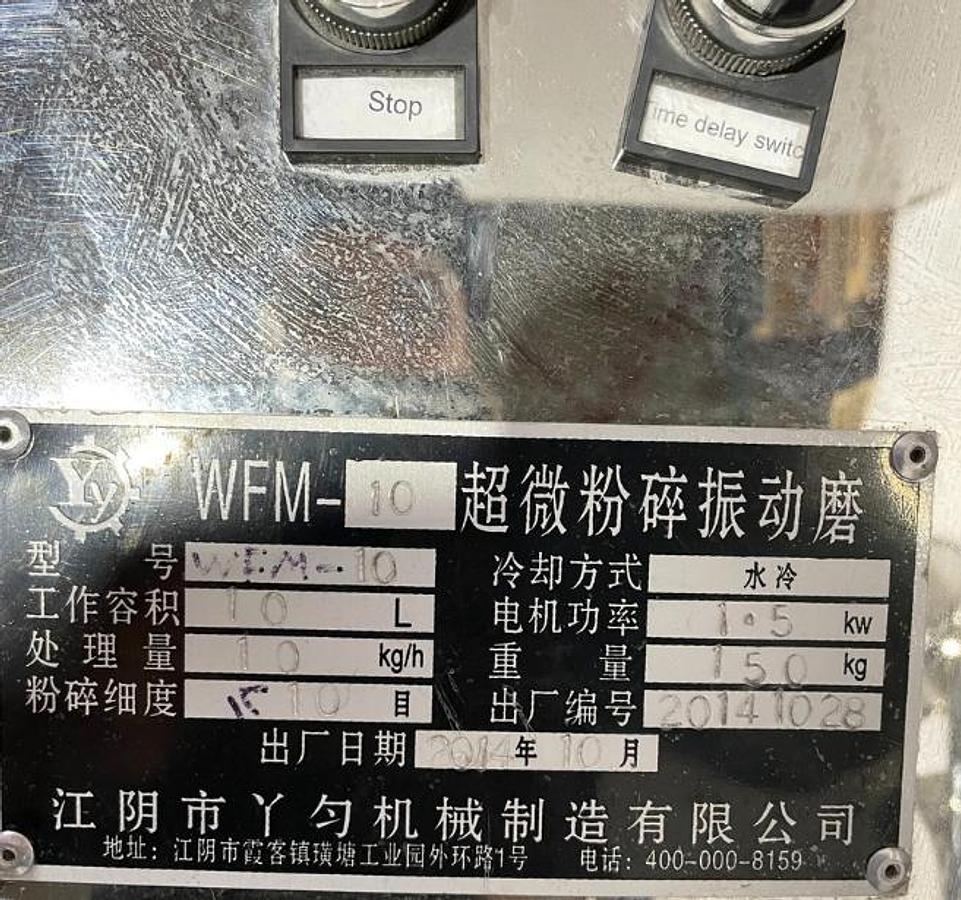 Stop
ime delay switc
Yy
WFM-10 超微粉碎振动磨
型号 WFM-10
冷却方式 水冷
工作容积 10 L
电机功率 1.5 kw
处理量 10 kg/h
重量 150 kg
粉碎细度 10 目
出厂编号 20141028
出厂日期 2014年10月
江阴市丫匀机械制造有限公司
地址：江阴市霞客镇璜塘工业园外环路1号 电话：400-000-8159